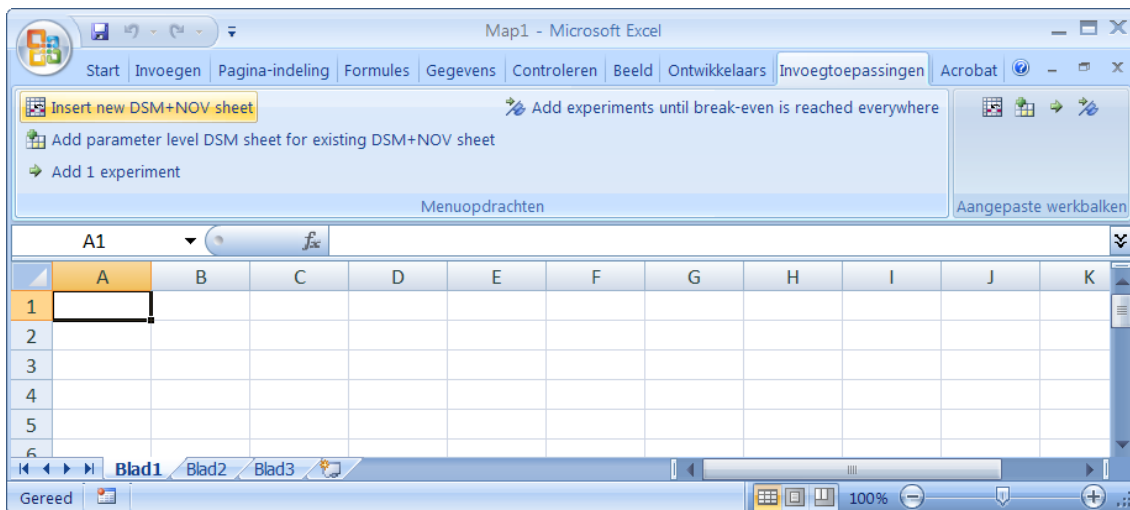 Map1 - Microsoft Excel
Start Invoegen Pagina-indeling Formules Gegevens Controleren Beeld Ontwikkelaars Invoegtoepassingen Acrobat
Insert new DSM+NOV sheet Add experiments until break-even is reached everywhere
Add parameter level DSM sheet for existing DSM+NOV sheet
Add 1 experiment
Menuopdrachten Aangepaste werkbalken
A1 fx
A B C D E F G H I J K
1
2
3
4
5
6
Blad1 Blad2 Blad3
Gereed 100%